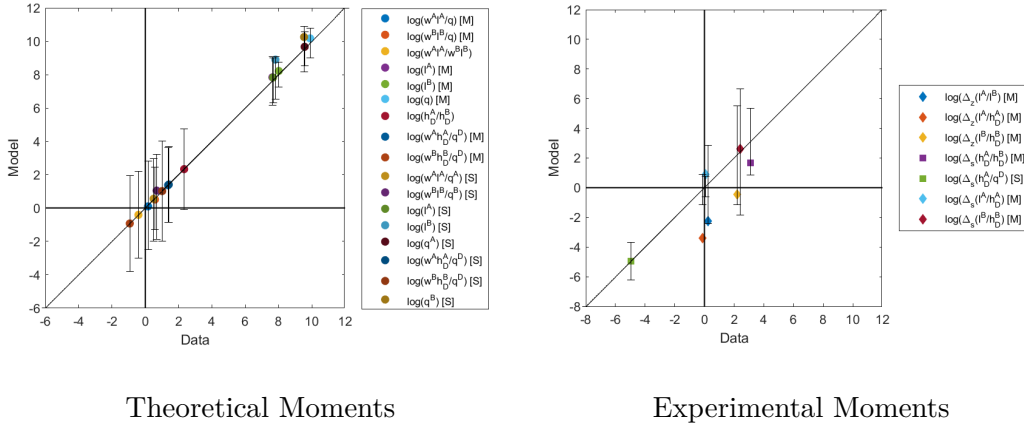 12
10
8
6
4
2
0
-2
-4
-6
-6 -4 -2 0 2 4 6 8 10 12
Model
Data
log(w^A l^A/q) [M]
log(w^B l^B/q) [M]
log(w^A l^A/w^B l^B)
log(l^A) [M]
log(l^B) [M]
log(q) [M]
log(h_D^A/h_D^B)
log(w^A h_D^A/q^D) [M]
log(w^B h_D^B/q^D) [M]
log(w^A l^A/q^A) [S]
log(w^B l^B/q^B) [S]
log(l^A) [S]
log(l^B) [S]
log(q^A) [S]
log(w^A h_D^A/q^D) [S]
log(w^B h_D^B/q^D) [S]
log(q^B) [S]
12
10
8
6
4
2
0
-2
-4
-6
-8
-8 -6 -4 -2 0 2 4 6 8 10 12
Model
Data
log(Δ_z(l^A/l^B) [M]
log(Δ_z(l^A/h_D^A) [M]
log(Δ_z(l^B/h_D^B) [M]
log(Δ_s(h_D^A/h_D^B) [M]
log(Δ_s(h_D^A/q^D) [S]
log(Δ_s(l^A/h_D^A) [M]
log(Δ_s(l^B/h_D^B) [M]
Theoretical Moments
Experimental Moments